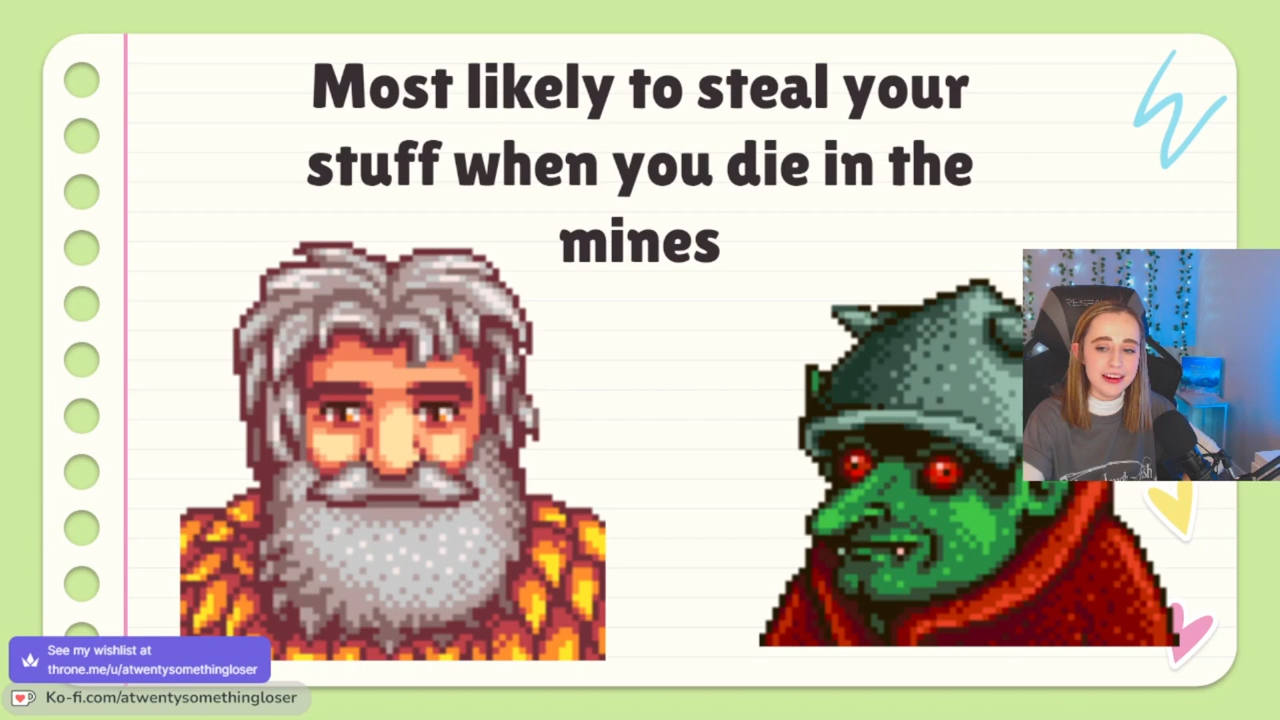 Most likely to steal your
stuff when you die in the
mines
See my wishlist at
throne.me/u/atwentysomethingloser
Ko-fi.com/atwentysomethingloser